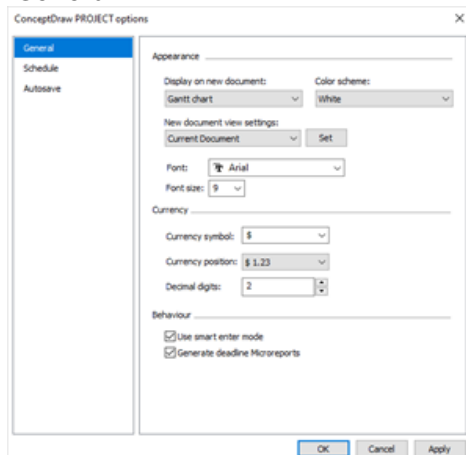 ConceptDraw PROJECT options
General
Schedule
Autosave
Appearance
Display on new document: Color scheme:
Gantt chart White
New document view settings:
Current Document Set
Font: Arial
Font size: 9
Currency
Currency symbol: $
Currency position: $ 1.23
Decimal digits: 2
Behaviour
Use smart enter mode
Generate deadline Microreports
OK Cancel Apply